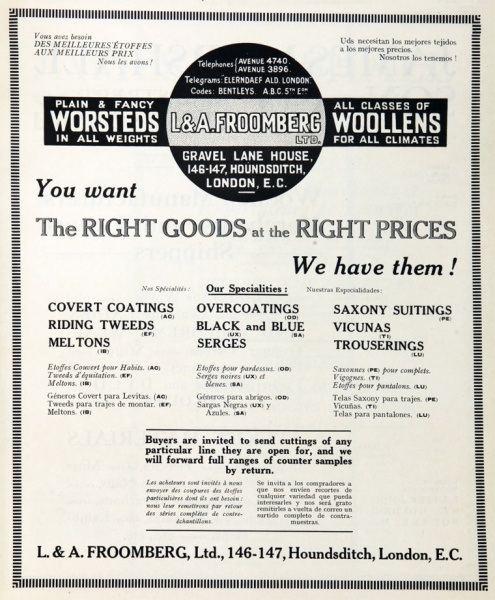 Vous avez besoin
DES MEILLEURES ÉTOFFES
AUX MEILLEURS PRIX
Nous les avons!
Uds necesitan los mejores tejidos
a los mejores precios.
Nosotros los tenemos!
Telephones {AVENUE 4740.
{AVENUE 3896.
Telegrams: ELERNDAEF ALD. LONDON.
Codes: BENTLEYS. A.B.C. 5TH EDN
PLAIN & FANCY
WORSTEDS
IN ALL WEIGHTS
L.&A. FROOMBERG
LTD.
ALL CLASSES OF
WOOLLENS
FOR ALL CLIMATES
GRAVEL LANE HOUSE,
146-147, HOUNDSDITCH,
LONDON, E.C.
You want
The RIGHT GOODS at the RIGHT PRICES
We have them!
Nos Spécialités:
Our Specialities:
Nuestras Especialidades:
COVERT COATINGS
(AC)
RIDING TWEEDS
(EF)
MELTONS
(IB)
OVERCOATINGS
(OD)
BLACK and BLUE
(UX) (SA)
SERGES
SAXONY SUITINGS
(PE)
VICUNAS
(TI)
TROUSERINGS
(LU)
Etoffes Couvert pour Habits. (AC)
Tweeds d'équitation. (EF)
Meltons. (IB)
Etoffes pour pardessus. (OD)
Serges noires (UX) et
bleues. (SA)
Saxonnes (PE) pour complets.
Vigognes. (TI)
Etoffes pour pantalons. (LU)
Géneros Covert para Levitas. (AC)
Tweeds para trajes de montar. (EF)
Meltons. (IB)
Géneros para abrigos. (OD)
Sargas Negras (UX) y
Azules. (SA)
Telas Saxony para trajes. (PE)
Vicuñas. (TI)
Telas para pantalones. (LU)
Buyers are invited to send cuttings of any
particular line they are open for, and we
will forward full ranges of counter samples
by return.
Les acheteurs sont invités à nous
envoyer des coupures des étoffes
particulières dont ils ont besoin:
nous leur remettrons par retour
des séries complètes de contre-
échantillons.
Se invita a los compradores a
que nos envien recortes de
cualquier variedad que pueda
interesarles y nos será grato
remitirles a vuelta de correo un
surtido completo de contra-
muestras.
L. & A. FROOMBERG, Ltd., 146-147, Houndsditch, London, E.C.